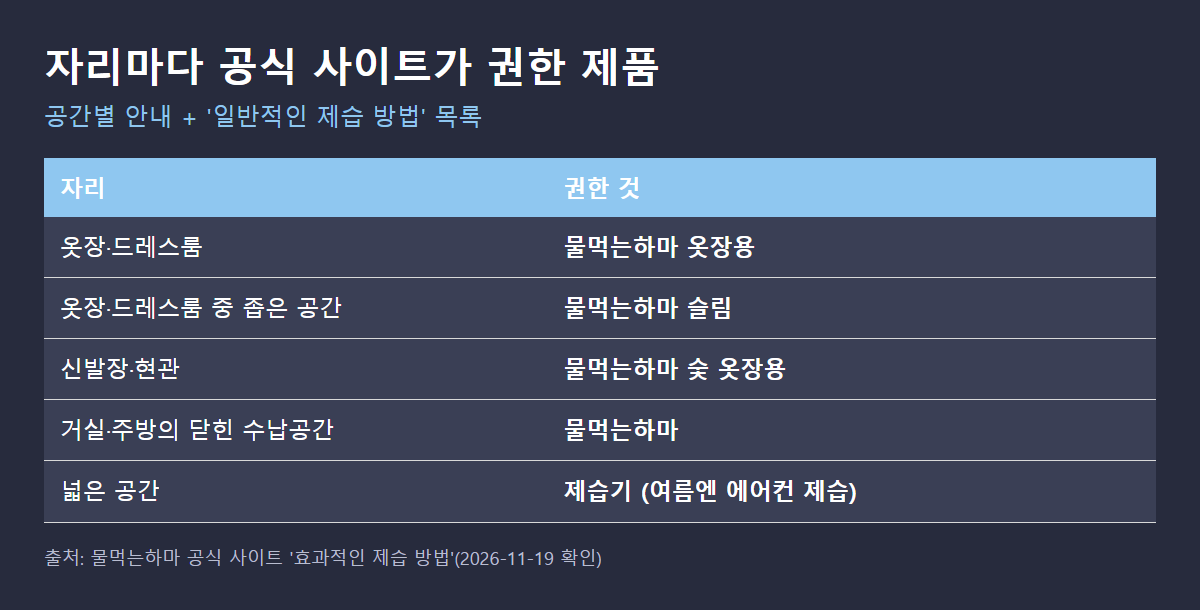 자리마다 공식 사이트가 권한 제품
공간별 안내 + '일반적인 제습 방법' 목록
자리 권한 것
옷장·드레스룸 물먹는하마 옷장용
옷장·드레스룸 중 좁은 공간 물먹는하마 슬림
신발장·현관 물먹는하마 숯 옷장용
거실·주방의 닫힌 수납공간 물먹는하마
넓은 공간 제습기 (여름엔 에어컨 제습)
출처: 물먹는하마 공식 사이트 '효과적인 제습 방법'(2026-11-19 확인)